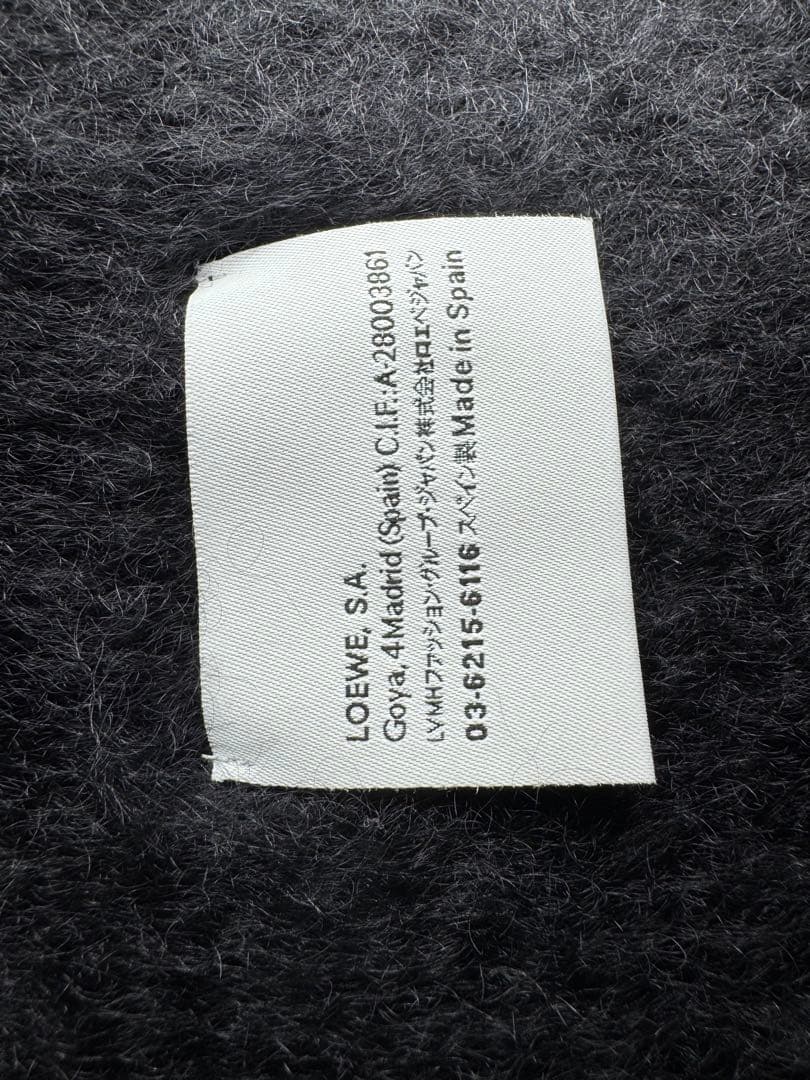 LOEWE, S.A.
Goya, 4 Madrid (Spain) C.I.F.: A-28003861
LVMHファッション・グループ・ジャパン株式会社ロエベジャパン
03-6215-6116 スペイン製 Made in Spain